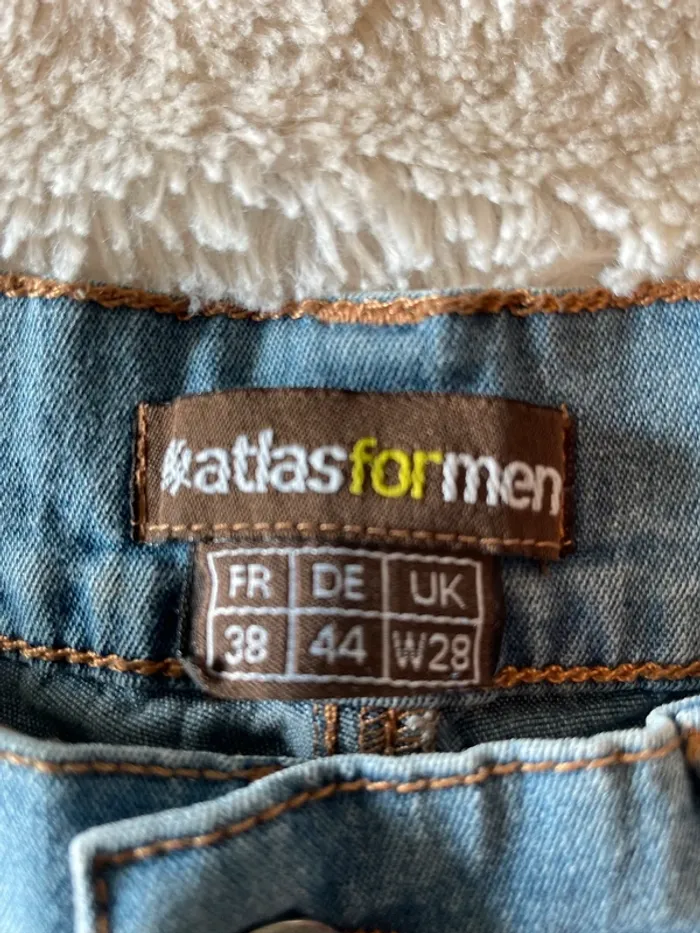 atlasformen
FR DE UK
38 44 W28